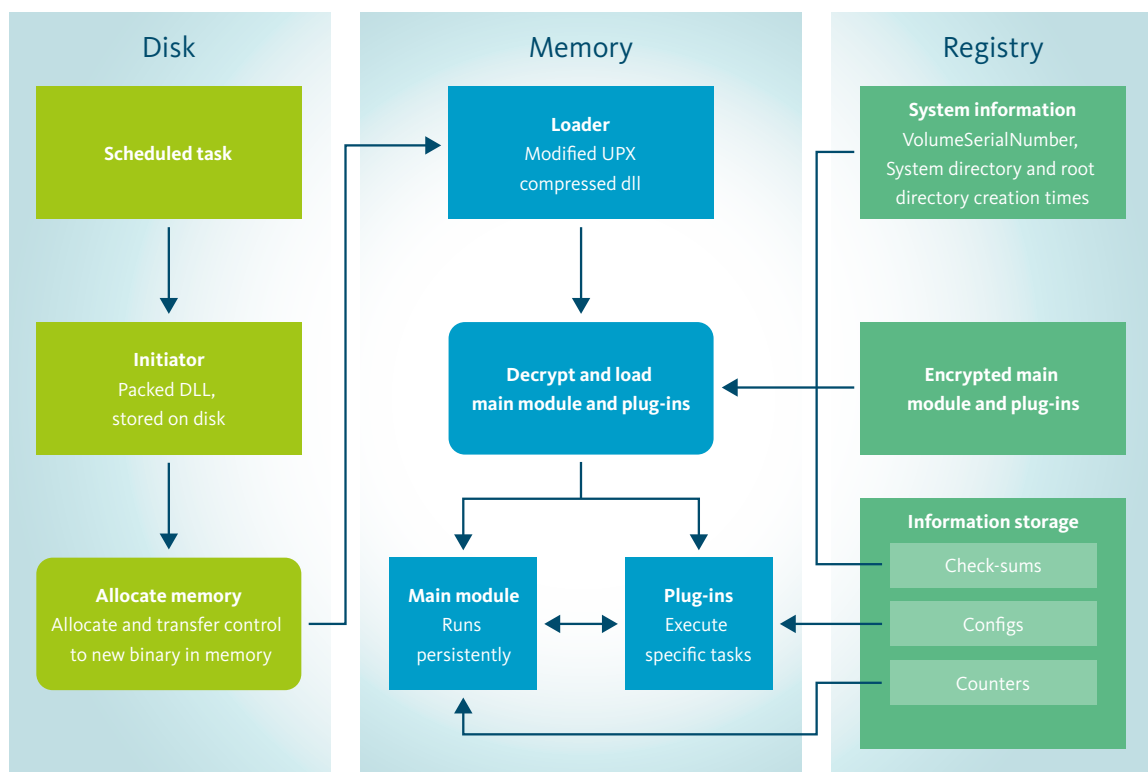 Disk
Scheduled task
Initiator
Packed DLL,
stored on disk
Allocate memory
Allocate and transfer control
to new binary in memory
Memory
Loader
Modified UPX
compressed dll
Decrypt and load
main module and plug-ins
Main module
Runs
persistently
Plug-ins
Execute
specific tasks
Registry
System information
VolumeSerialNumber,
System directory and root
directory creation times
Encrypted main
module and plug-ins
Information storage
Check-sums
Configs
Counters